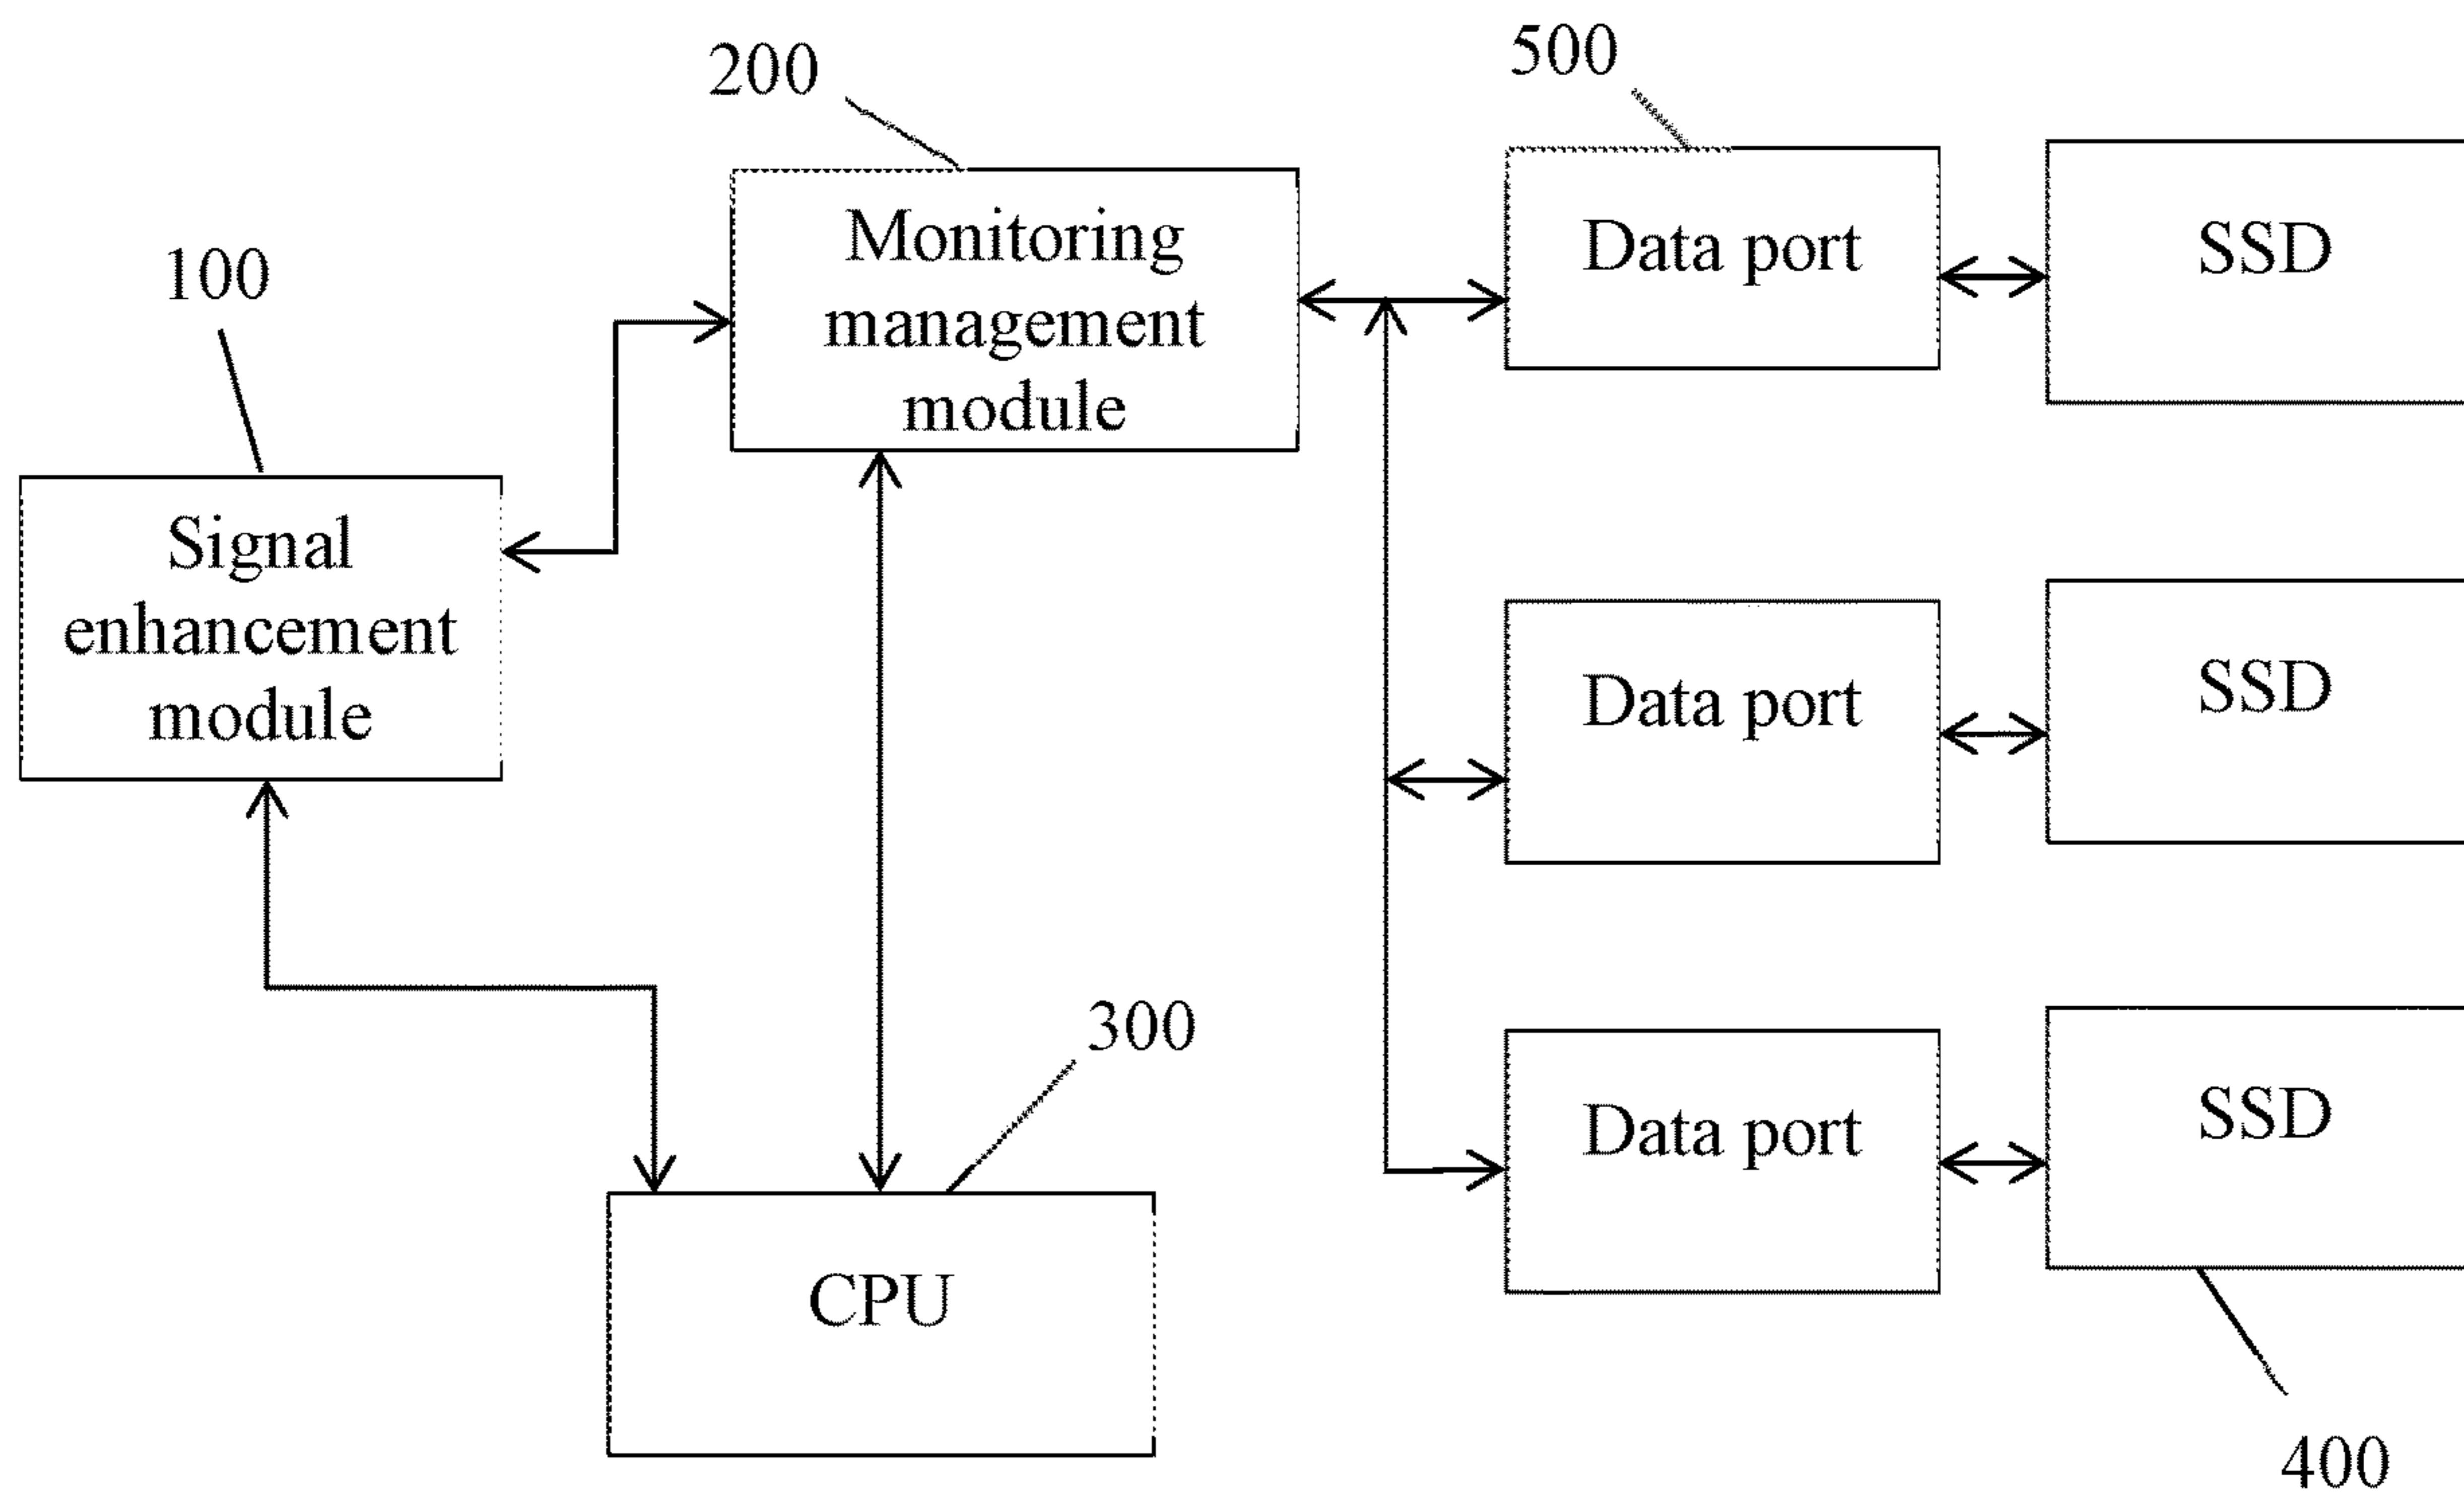 500
200
Data port
SSD
Monitoring
management
module
100
Signal
enhancement
module
Data port
SSD
300
Data port
SSD
CPU
400